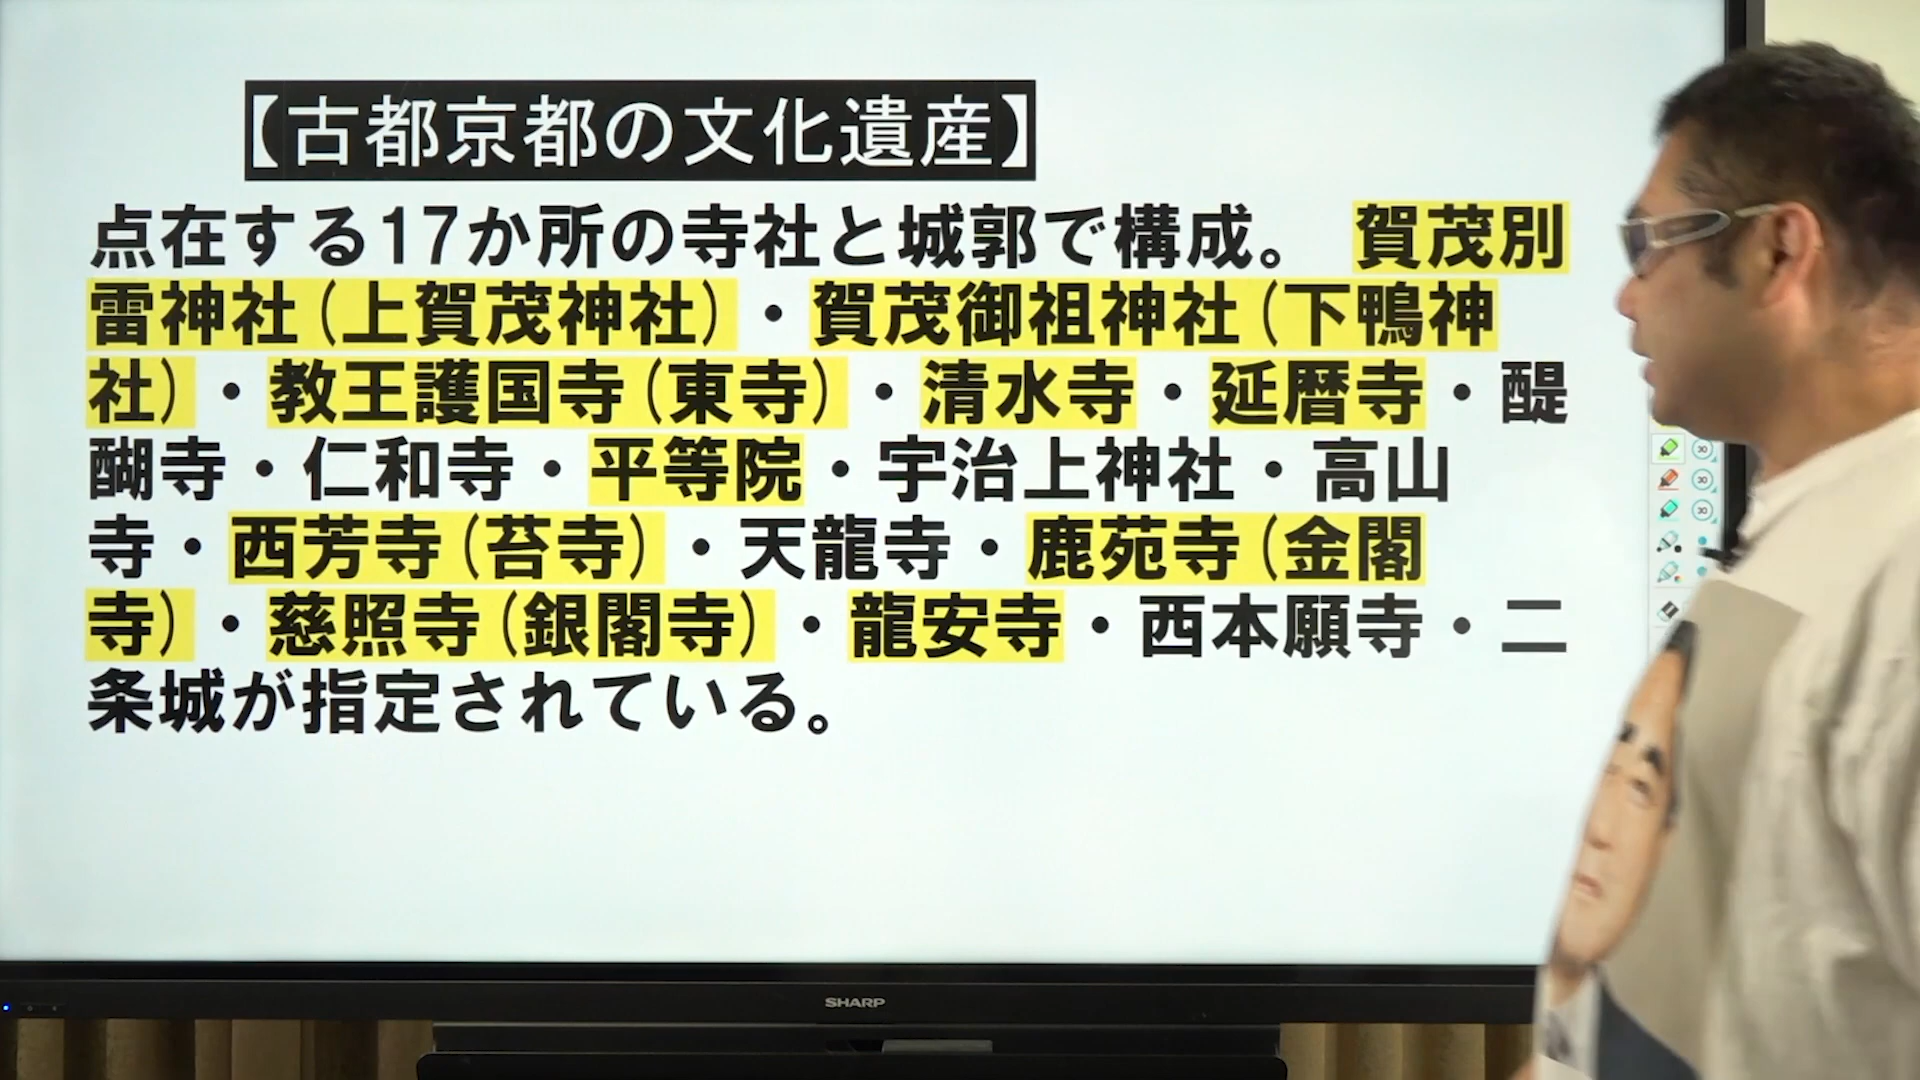 【古都京都の文化遺産】
点在する17か所の寺社と城郭で構成。 賀茂別
雷神社(上賀茂神社)・賀茂御祖神社(下鴨神
社)・教王護国寺(東寺)・清水寺・延暦寺・醍
醐寺・仁和寺・平等院・宇治上神社・高山
寺・西芳寺(苔寺)・天龍寺・鹿苑寺(金閣
寺)・慈照寺(銀閣寺)・龍安寺・西本願寺・二
条城が指定されている。
30
30
30
SHARP